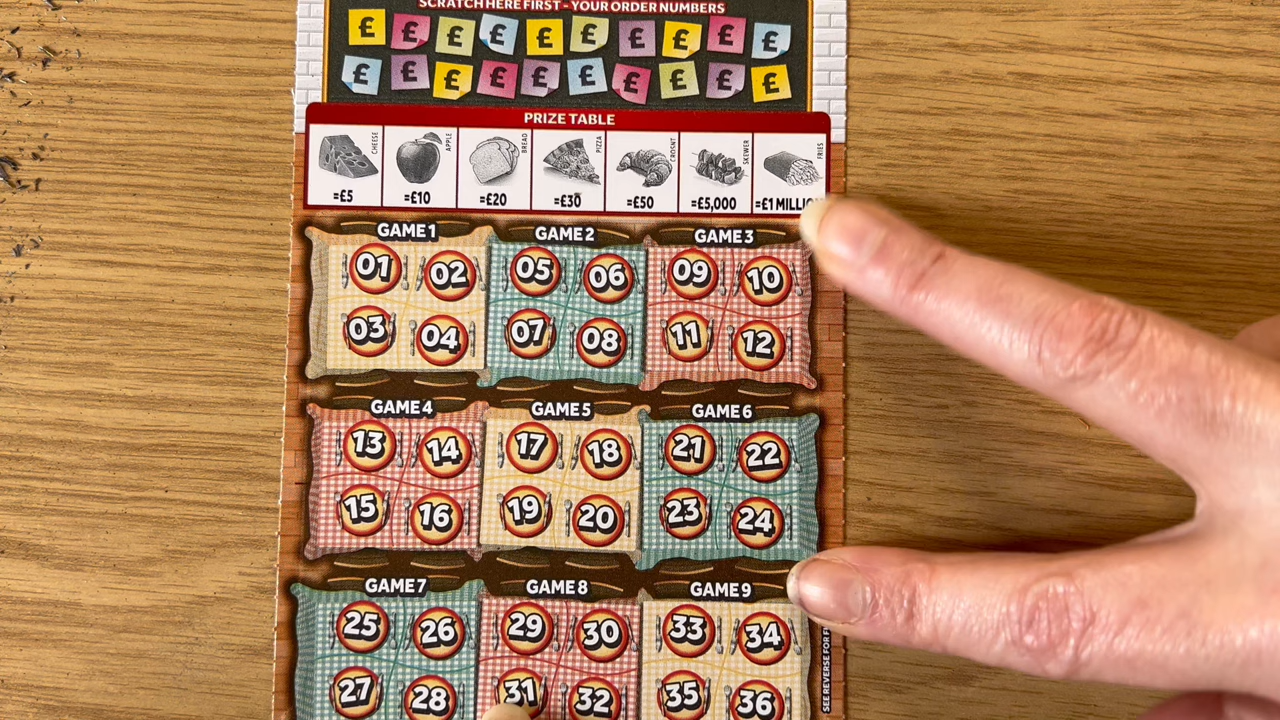 SCRATCH HERE FIRST - YOUR ORDER NUMBERS
£ £ £ £ £ £ £ £ £ £
£ £ £ £ £ £ £ £ £ £
PRIZE TABLE
CHEESE APPLE BREAD PIZZA CROSNT SKEWER FRIES
=£5 =£10 =£20 =£30 =£50 =£5,000 =£1 MILLIO
GAME 1 GAME 2 GAME 3
01 02 05 06 09 10
03 04 07 08 11 12
GAME 4 GAME 5 GAME 6
13 14 17 18 21 22
15 16 19 20 23 24
GAME 7 GAME 8 GAME 9
25 26 29 30 33 34
27 28 31 32 35 36
SEE REVERSE FOR